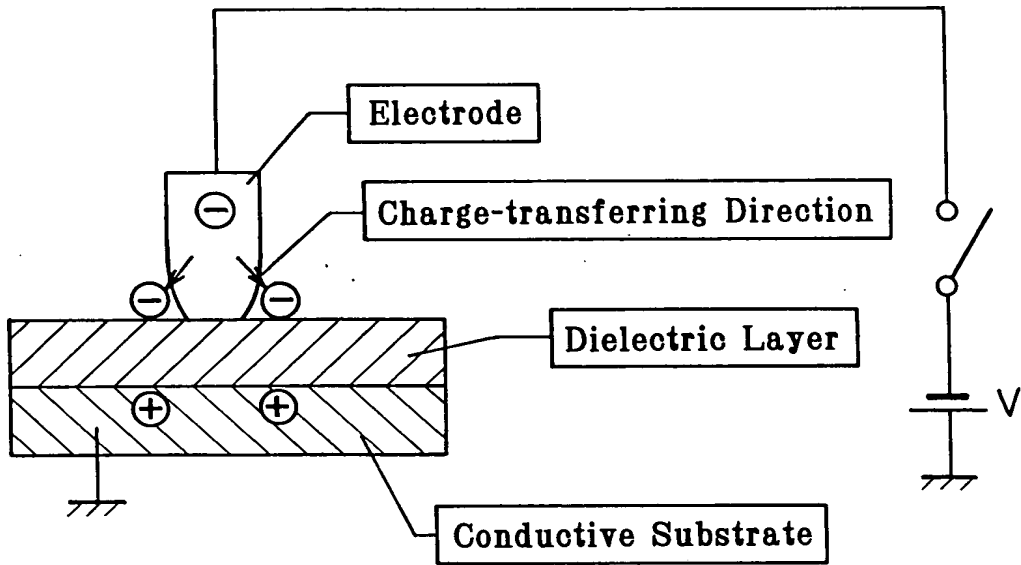 Electrode
Charge-transferring Direction
Dielectric Layer
V
Conductive Substrate